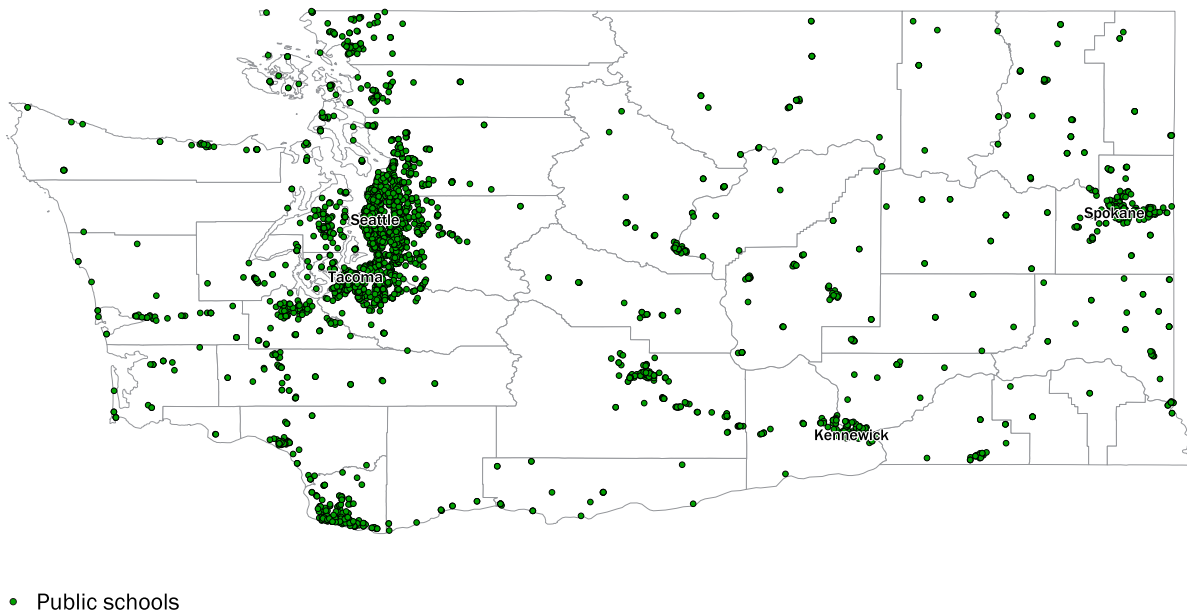 Seattle
Spokane
Tacoma
Kennewick
Public schools